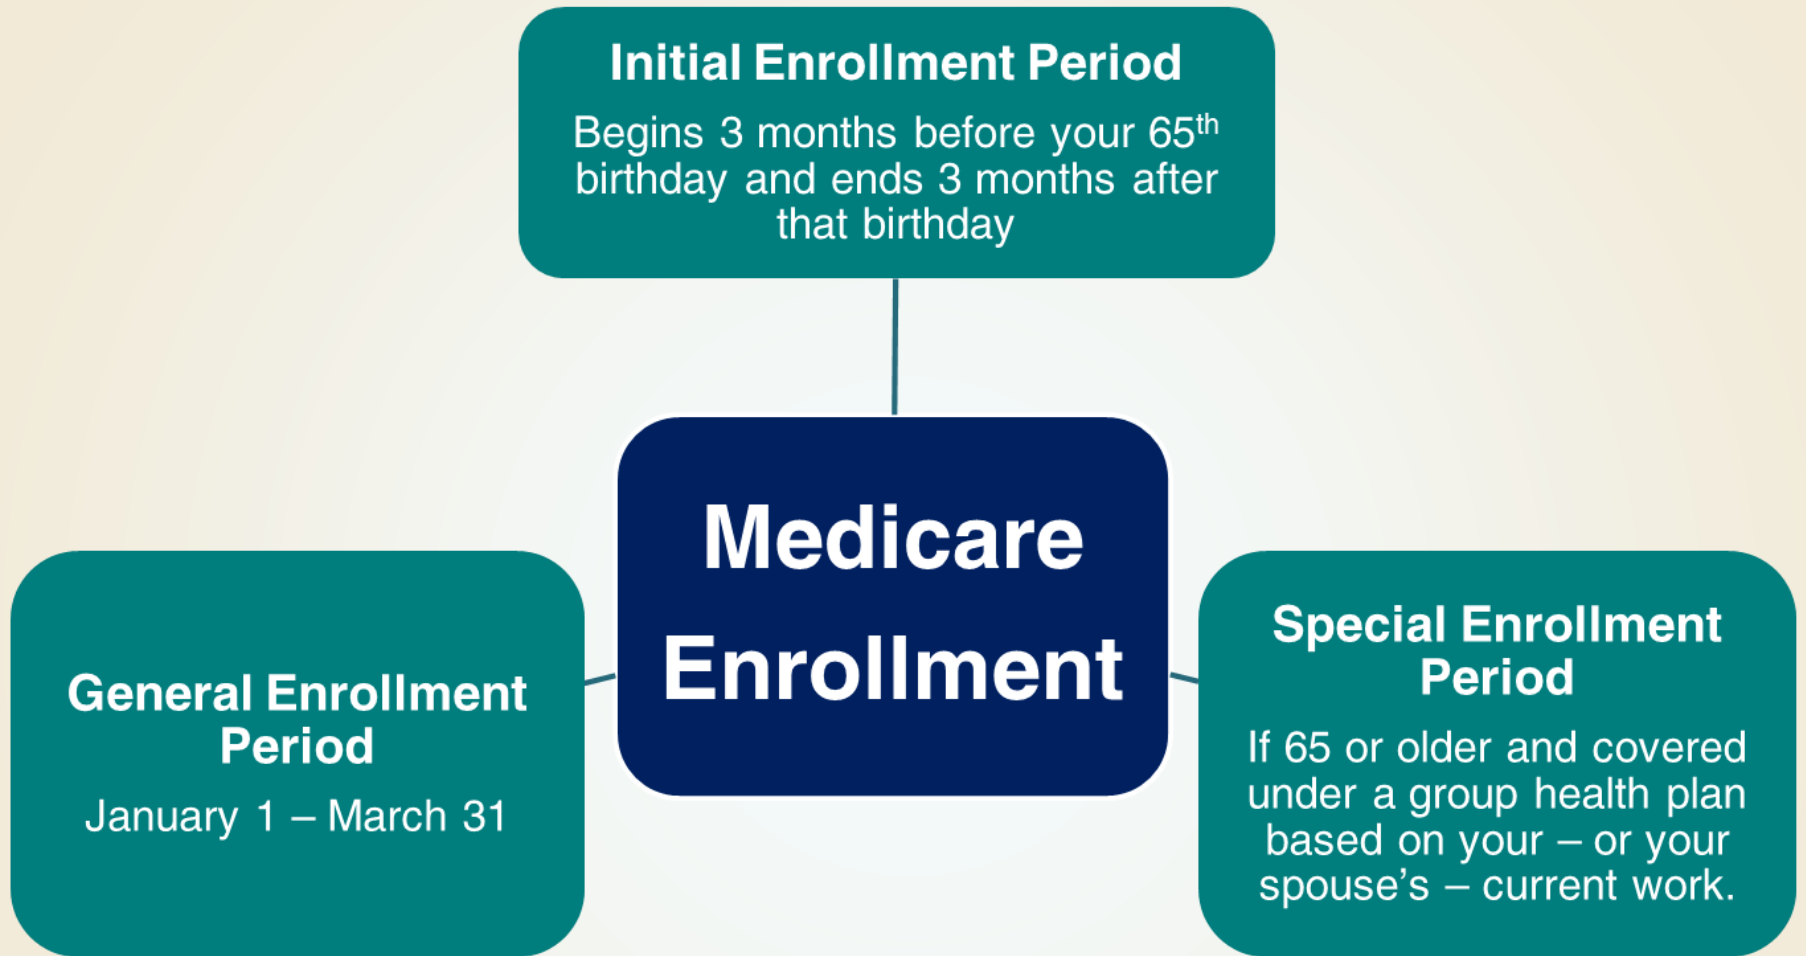 Initial Enrollment Period
Begins 3 months before your 65th
birthday and ends 3 months after
that birthday
Medicare
Enrollment
General Enrollment
Period
January 1 – March 31
Special Enrollment
Period
If 65 or older and covered
under a group health plan
based on your – or your
spouse’s – current work.